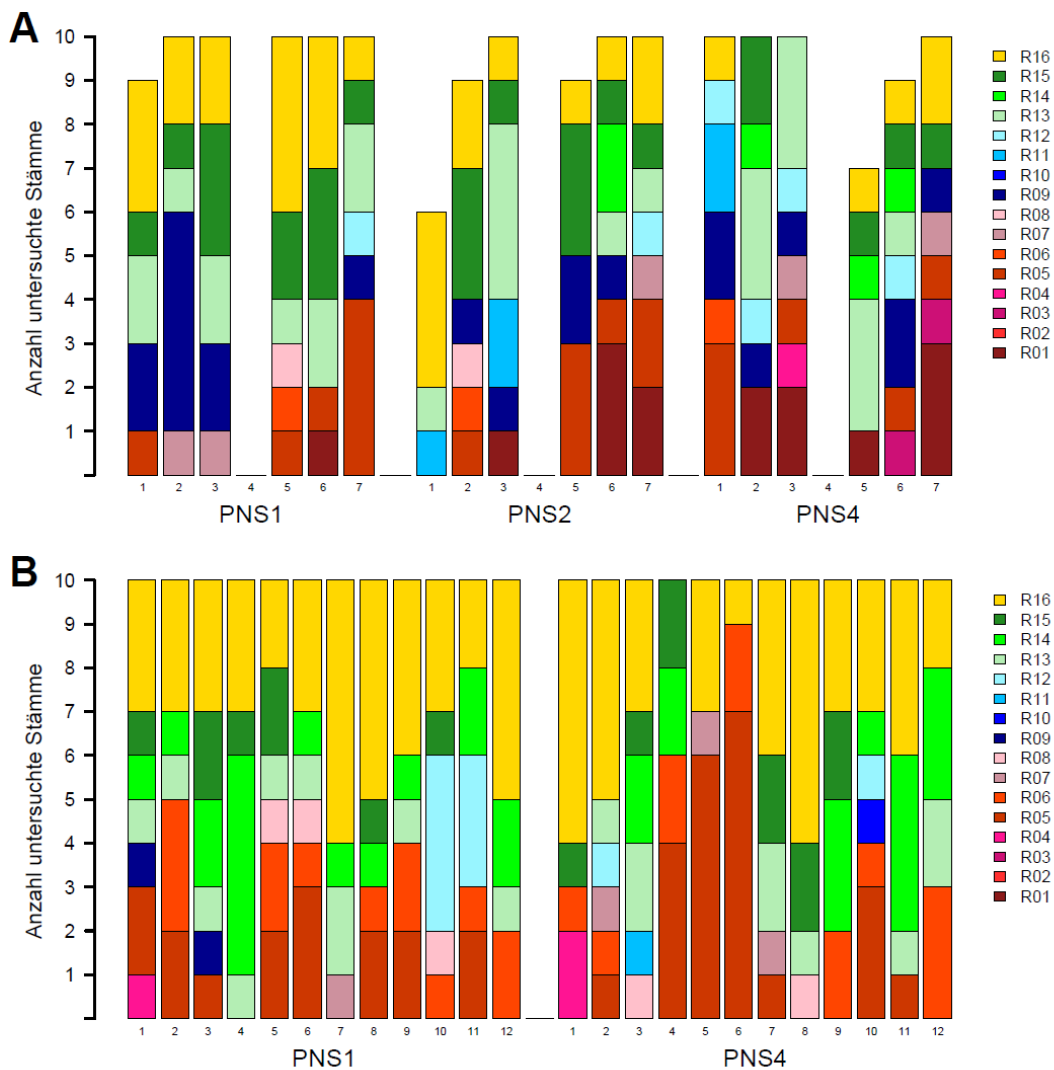 A
Anzahl untersuchte Stämme
10
9
8
7
6
5
4
3
2
1
1 2 3 4 5 6 7 1 2 3 4 5 6 7 1 2 3 4 5 6 7
PNS1 PNS2 PNS4
R16
R15
R14
R13
R12
R11
R10
R09
R08
R07
R06
R05
R04
R03
R02
R01
B
Anzahl untersuchte Stämme
10
9
8
7
6
5
4
3
2
1
1 2 3 4 5 6 7 8 9 10 11 12 1 2 3 4 5 6 7 8 9 10 11 12
PNS1 PNS4
R16
R15
R14
R13
R12
R11
R10
R09
R08
R07
R06
R05
R04
R03
R02
R01